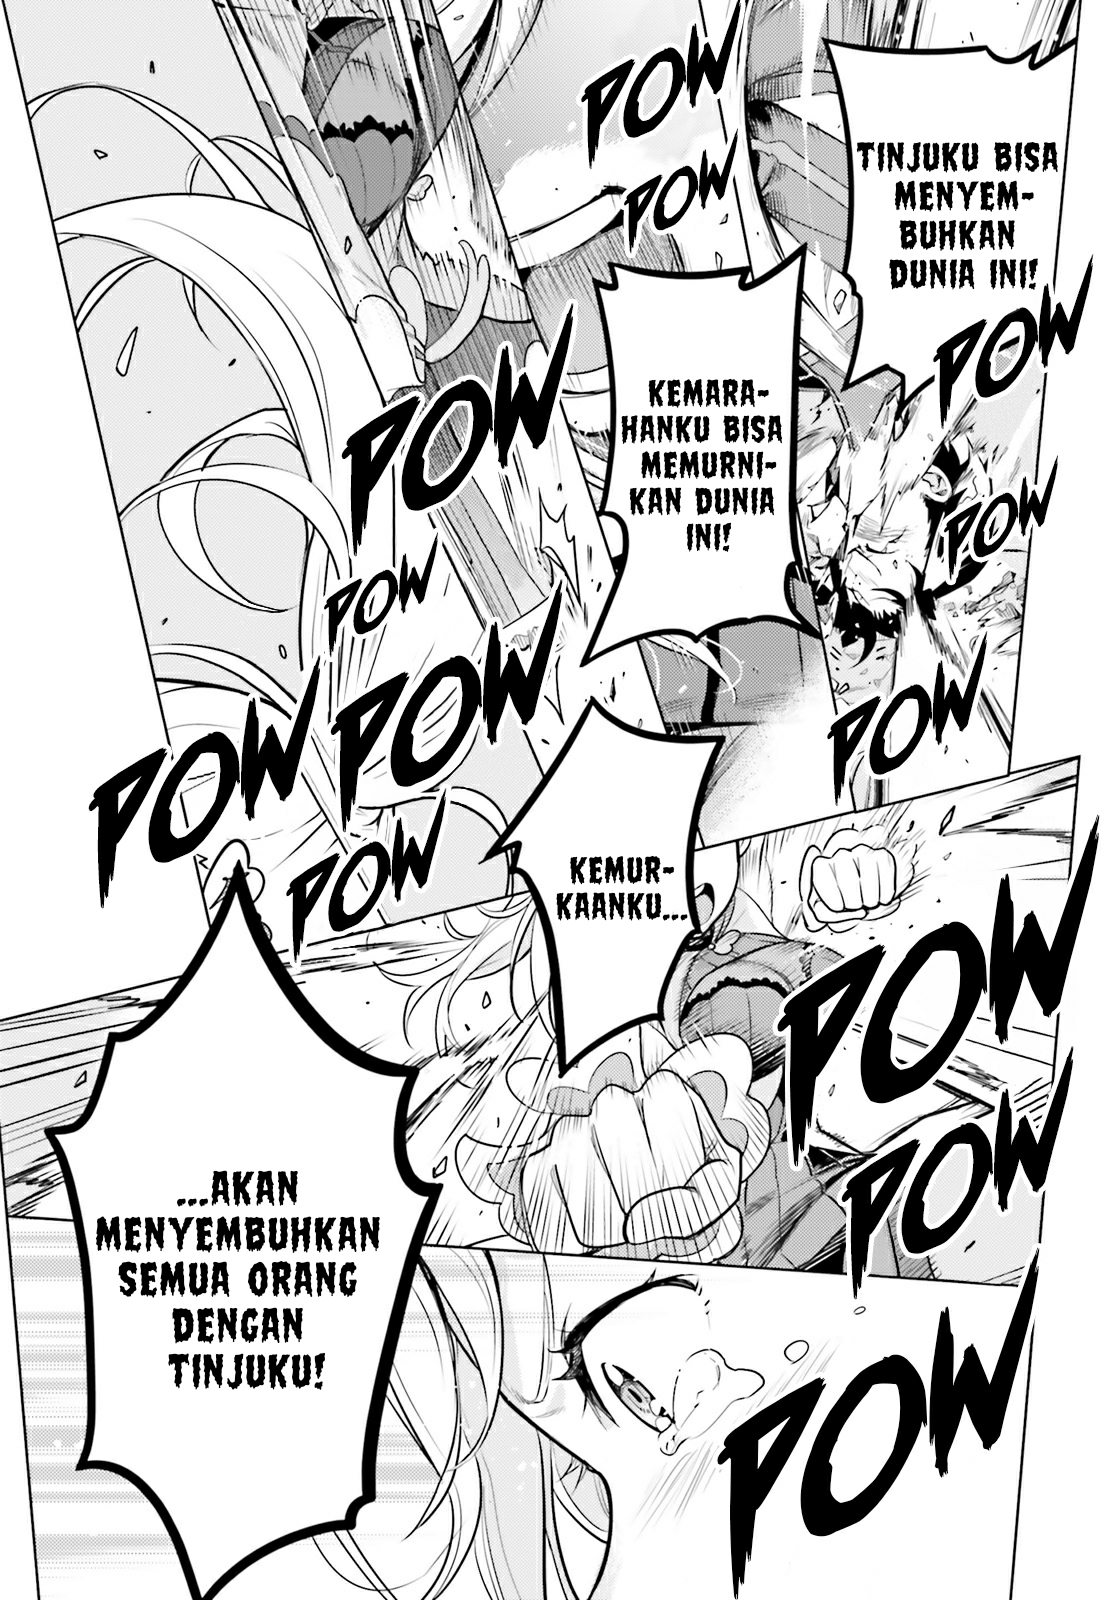 POW
POW
TINJUKU BISA
MENYEM-
BUHKAN
DUNIA INI!
POW
KEMARA-
HANKU BISA
MEMURNI-
KAN DUNIA
INI!
POW
POW
POW
POW
POW
POW
POW
KEMUR-
KAANKU...
POW
POW
...AKAN
MENYEMBUHKAN
SEMUA ORANG
DENGAN
TINJUKU!
POW